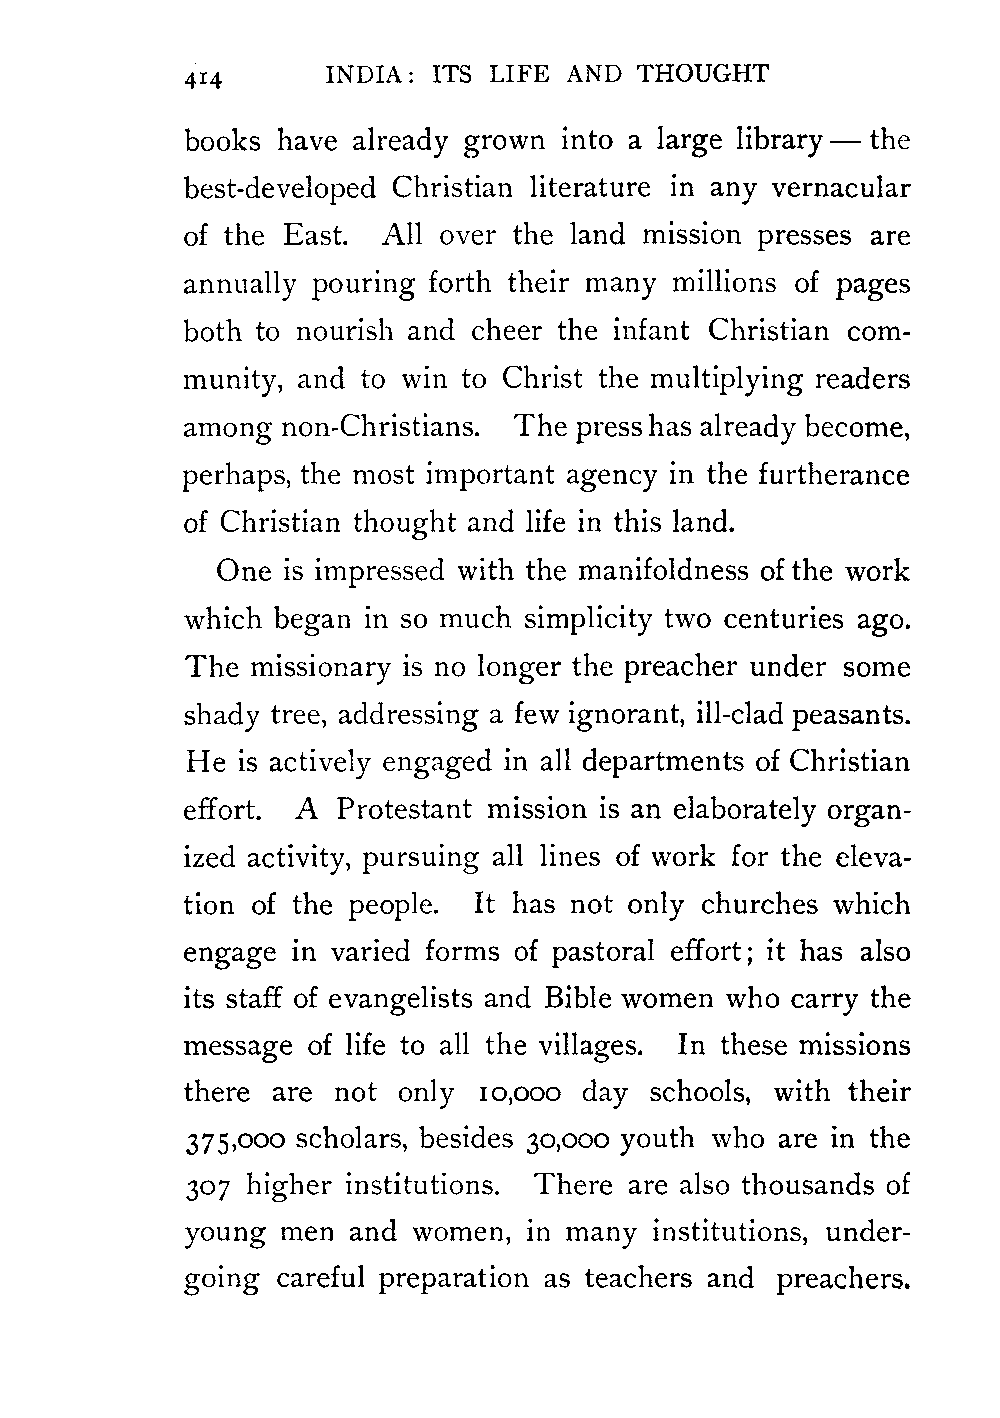 414 INDIA: ITS LIFE AND THOUGHT
books have already grown into a large library — the
best-developed Christian literature in any vernacular
of the East. All over the land mission presses are
annually pouring forth their many millions of pages
both to nourish and cheer the infant Christian com-
munity, and to win to Christ the multiplying readers
among non-Christians. The press has already become,
perhaps, the most important agency in the furtherance
of Christian thought and life in this land.
One is impressed with the manifoldness of the work
which began in so much simplicity two centuries ago.
The missionary is no longer the preacher under some
shady tree, addressing a few ignorant, ill-clad peasants.
He is actively engaged in all departments of Christian
effort. A Protestant mission is an elaborately organ-
ized activity, pursuing all lines of work for the eleva-
tion of the people. It has not only churches which
engage in varied forms of pastoral effort; it has also
its staff of evangelists and Bible women who carry the
message of life to all the villages. In these missions
there are not only 10,000 day schools, with their
375,000 scholars, besides 30,000 youth who are in the
307 higher institutions. There are also thousands of
young men and women, in many institutions, under-
going careful preparation as teachers and preachers.